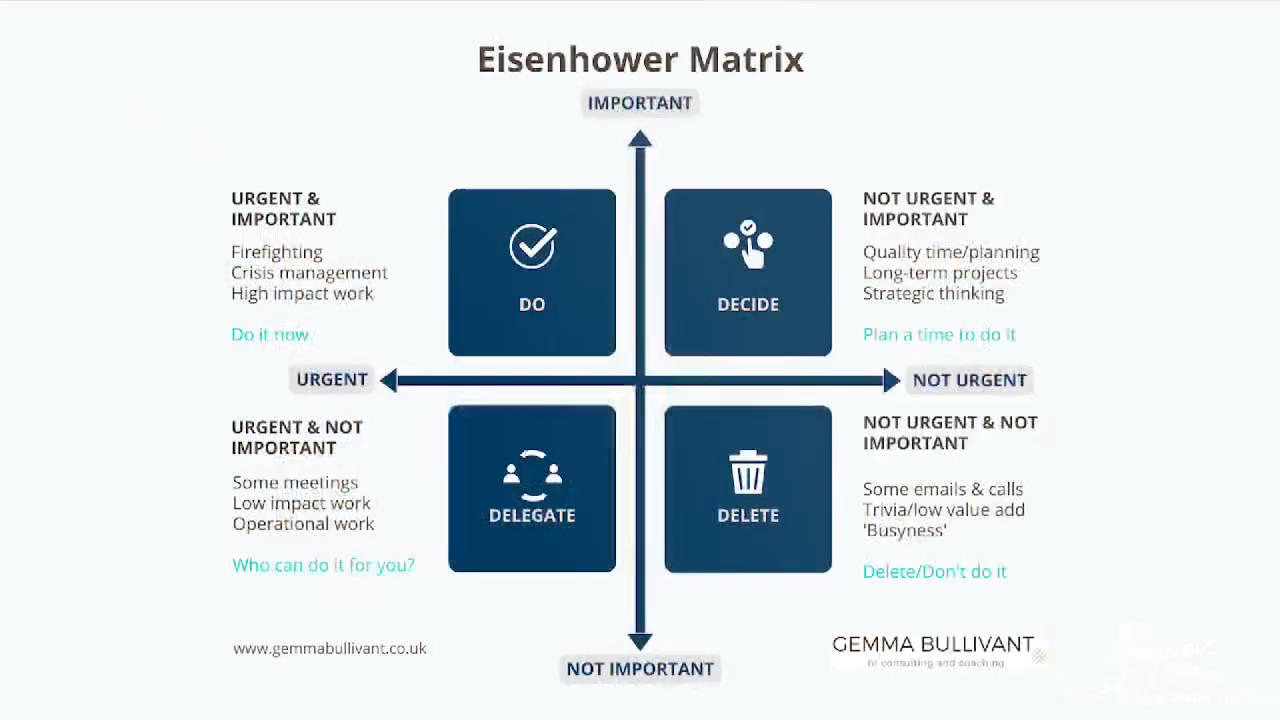 Eisenhower Matrix
IMPORTANT
URGENT &
IMPORTANT
Firefighting
Crisis management
High impact work
Do it now
DO
DECIDE
NOT URGENT &
IMPORTANT
Quality time/planning
Long-term projects
Strategic thinking
Plan a time to do it
URGENT
NOT URGENT
URGENT & NOT
IMPORTANT
Some meetings
Low impact work
Operational work
Who can do it for you?
DELEGATE
DELETE
NOT URGENT & NOT
IMPORTANT
Some emails & calls
Trivia/low value add
'Busyness'
Delete/Don't do it
www.gemmabullivant.co.uk
NOT IMPORTANT
GEMMA BULLIVANT
hr consulting and coaching